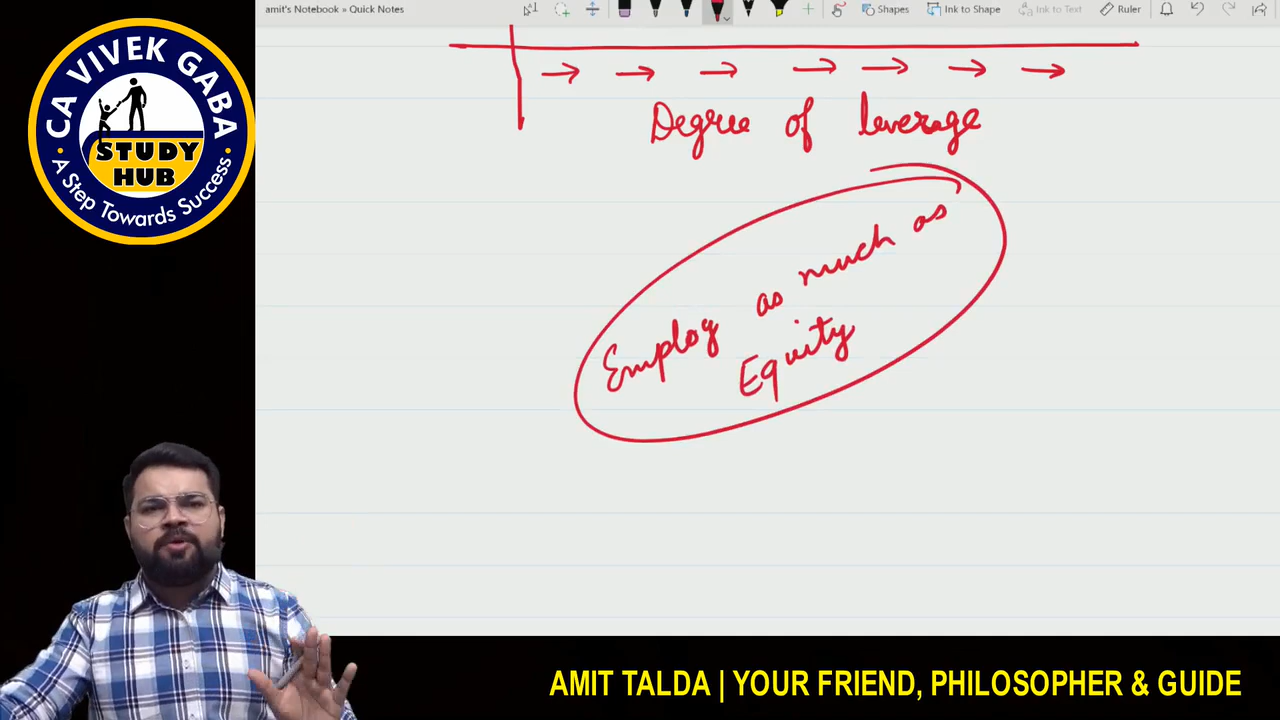 amit's Notebook » Quick Notes
Shapes
Ink to Shape
Ink to Text
Ruler
CA VIVEK GABA
STUDY
HUB
A Step Towards Success
Degree of leverage
Employ as much as
Equity
AMIT TALDA | YOUR FRIEND, PHILOSOPHER & GUIDE